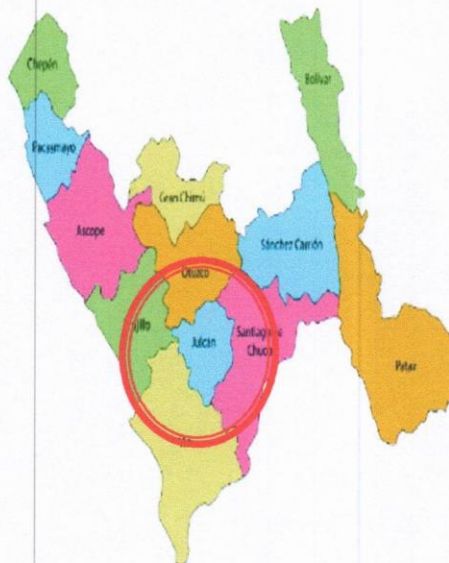 Chepén
Bolívar
Pacasmayo
Gran Chimú
Ascope
Sánchez Carrión
Otuzco
Julcán
Santiago de
Chuco
Pataz